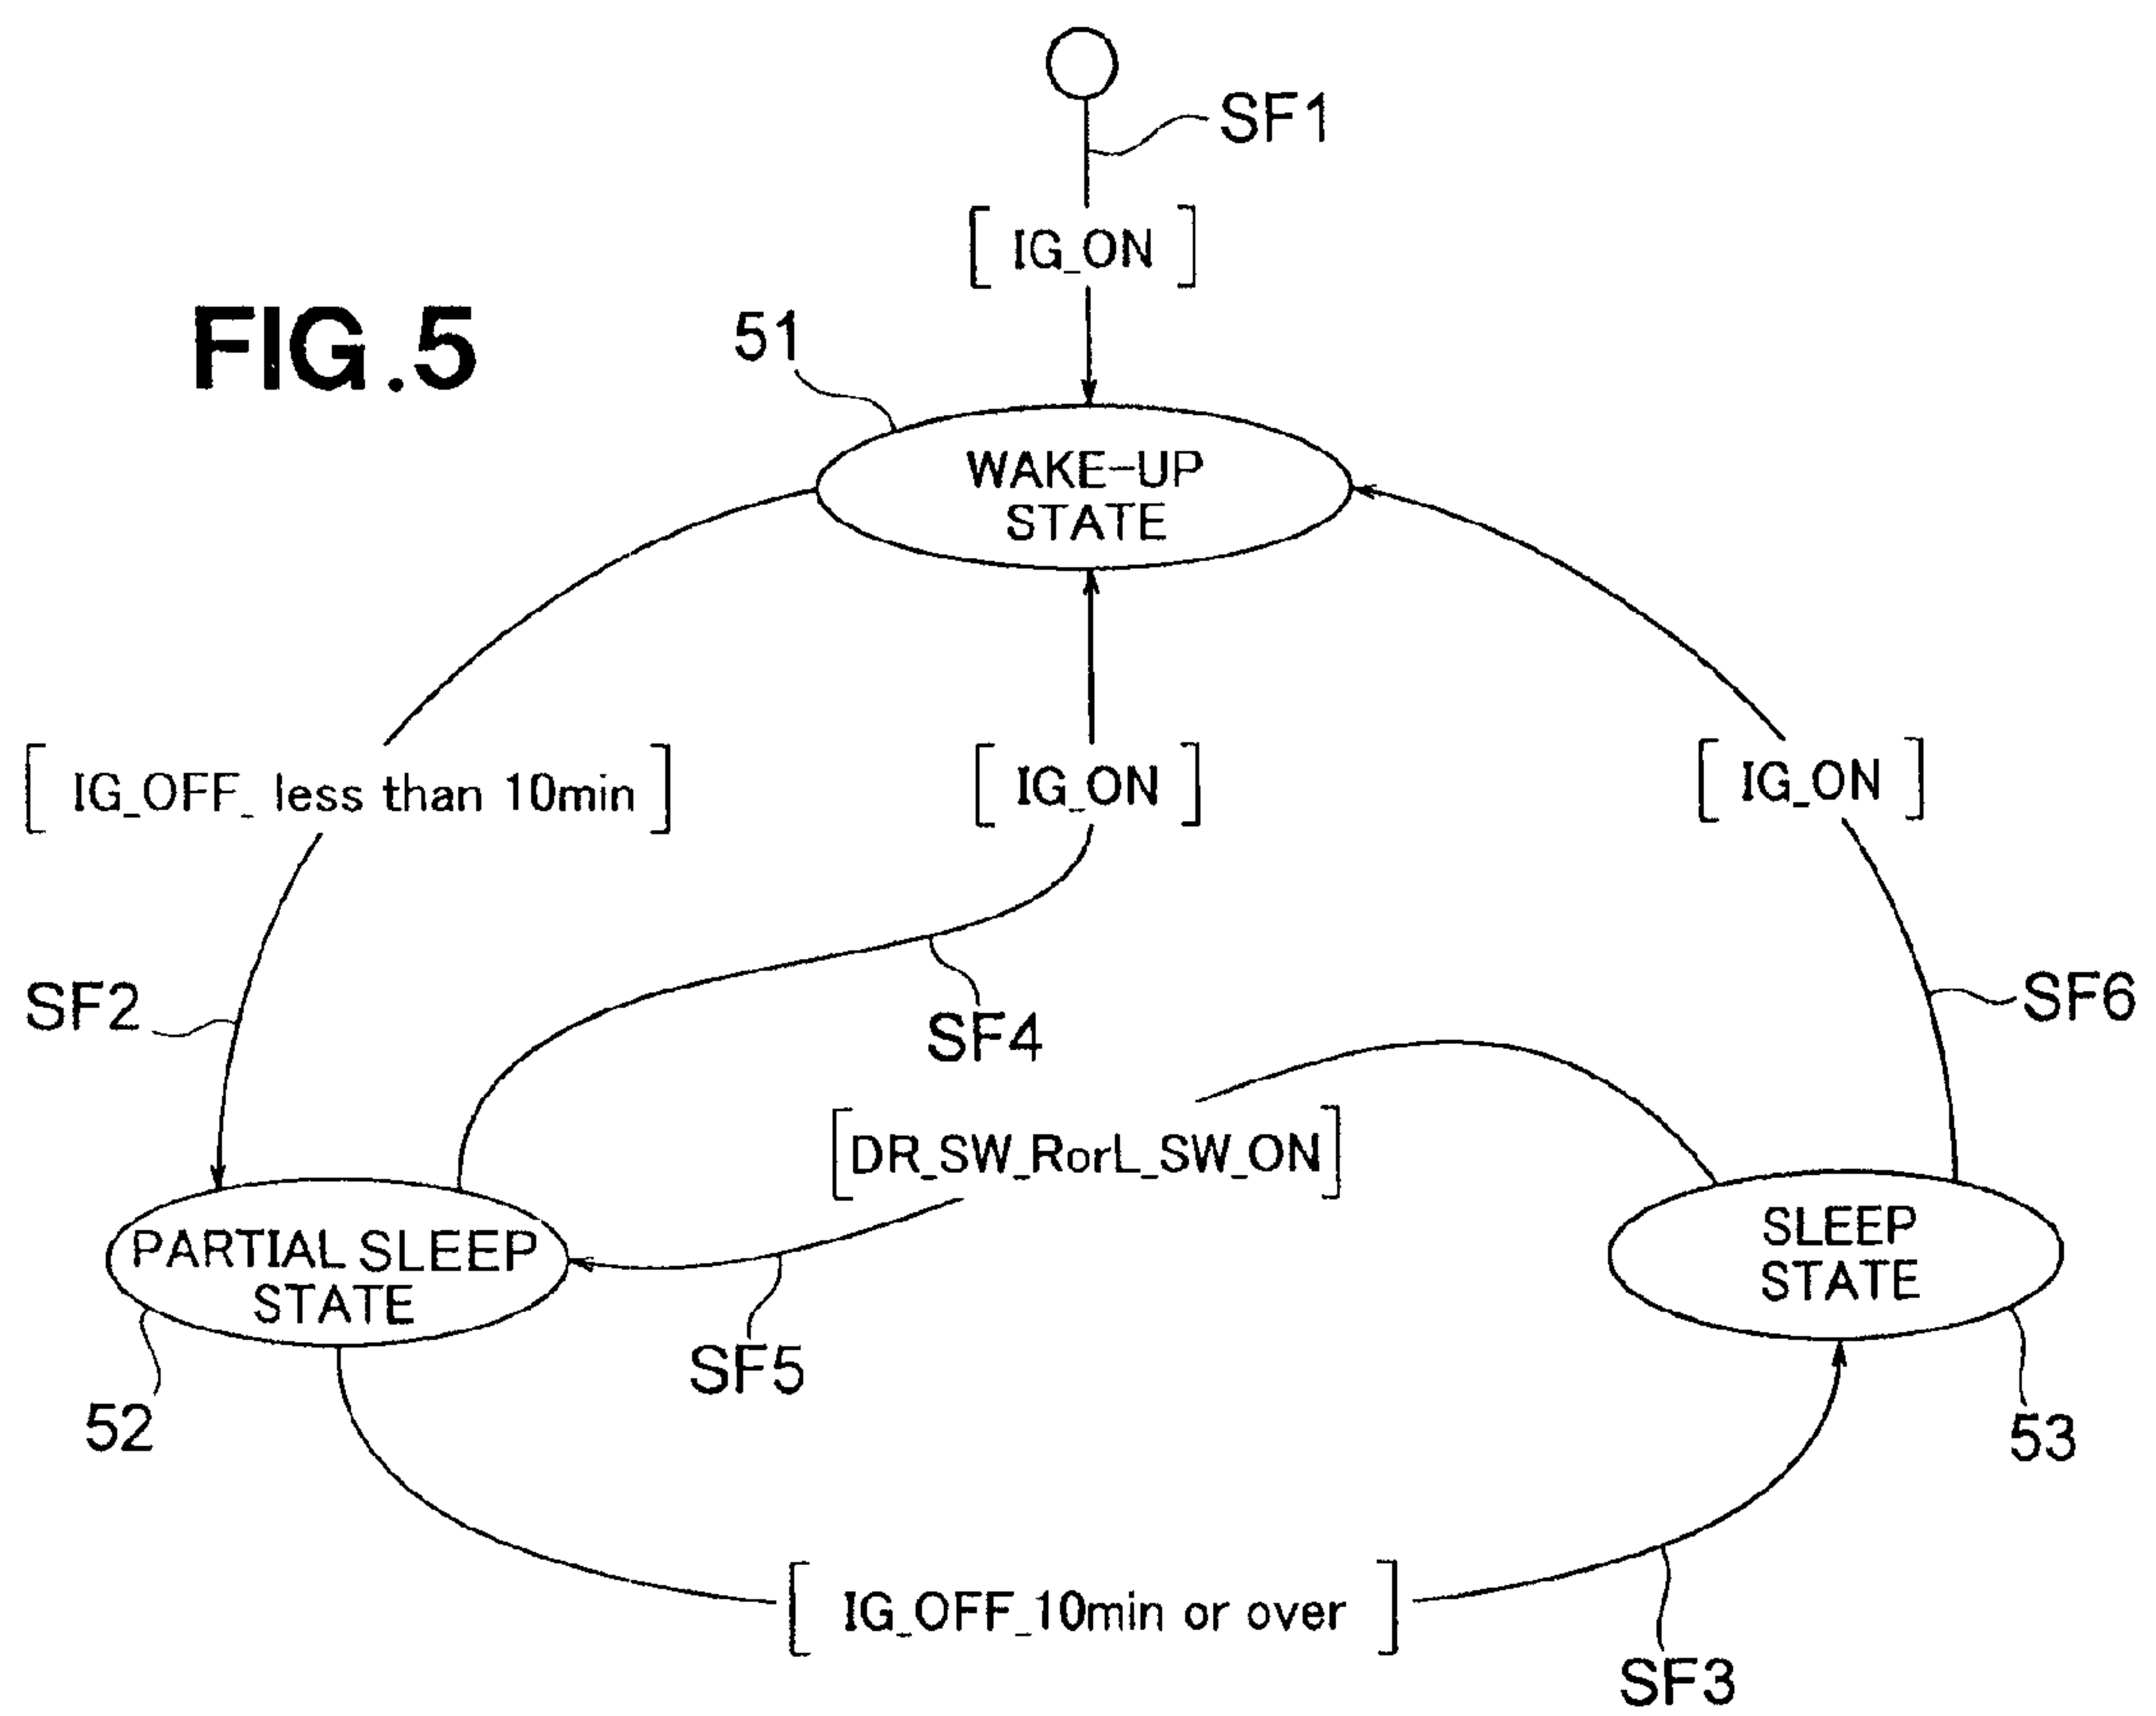 SF1
[ IG_ON ]
FIG.5
51
WAKE-UP
STATE
[ IG_OFF_ less than 10min ]
[ IG_ON ]
[ IG_ON ]
SF2
SF4
SF6
[DR_SW_RorL_SW_ON]
PARTIAL SLEEP
STATE
SLEEP
STATE
SF5
52
53
[ IG_OFF_10min or over ]
SF3